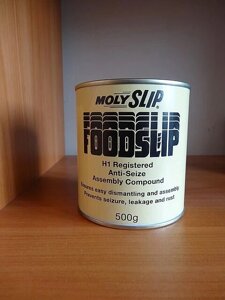 MOLYSLIP
FOODSLIP
H1 Registered
Anti-Seize
Assembly Compound
Ensures easy dismantling and assembly
Prevents seizure, leakage and rust
500g